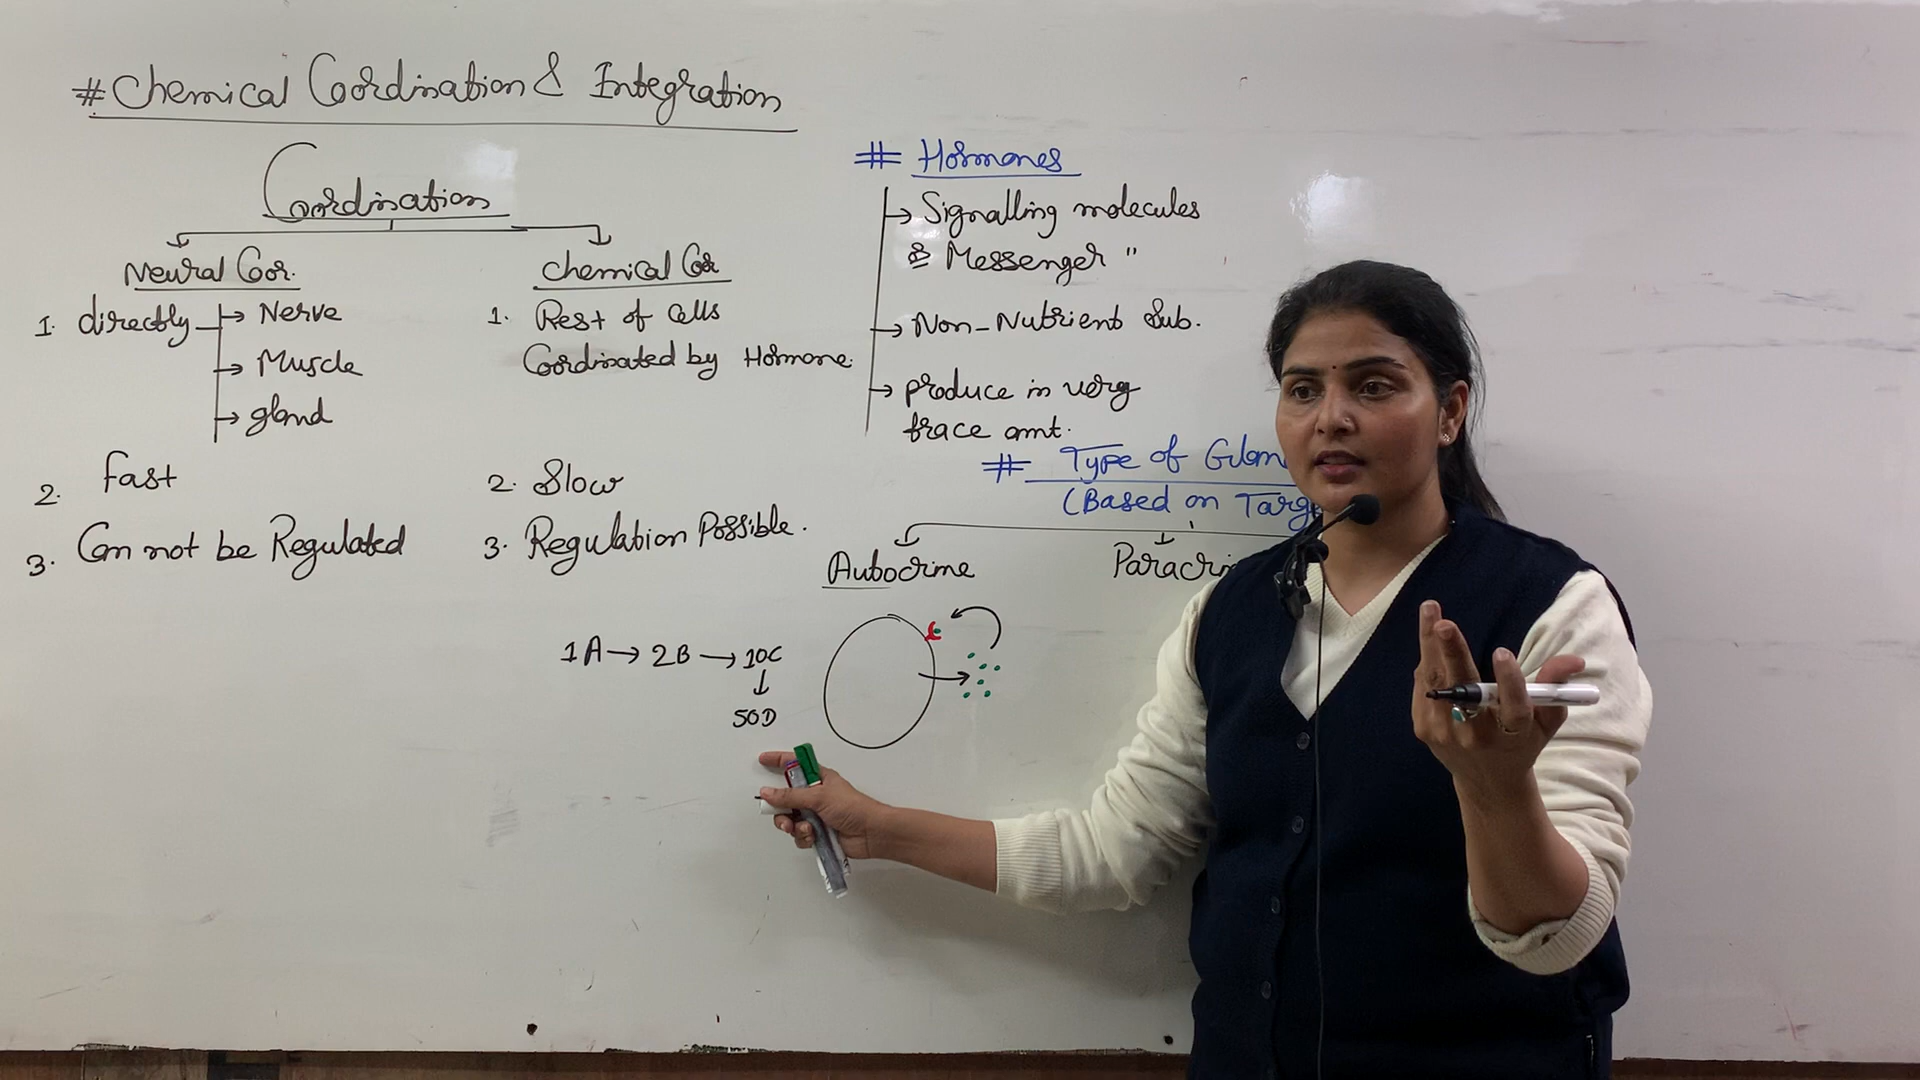 # Chemical Coordination & Integration
Coordination
Neural Cor.
1. directly → Nerve
→ Muscle
→ gland
2. Fast
3. Can not be Regulated
Chemical Cor.
1. Rest of Cells
Coordinated by Hormone.
2. Slow
3. Regulation Possible.
1A → 2B → 10C
↓
50D
# Hormones
→ Signalling molecules
& Messenger "
→ Non-Nutrient Sub.
→ produce in very
trace amt.
# Type of
(Based on
Autocrine